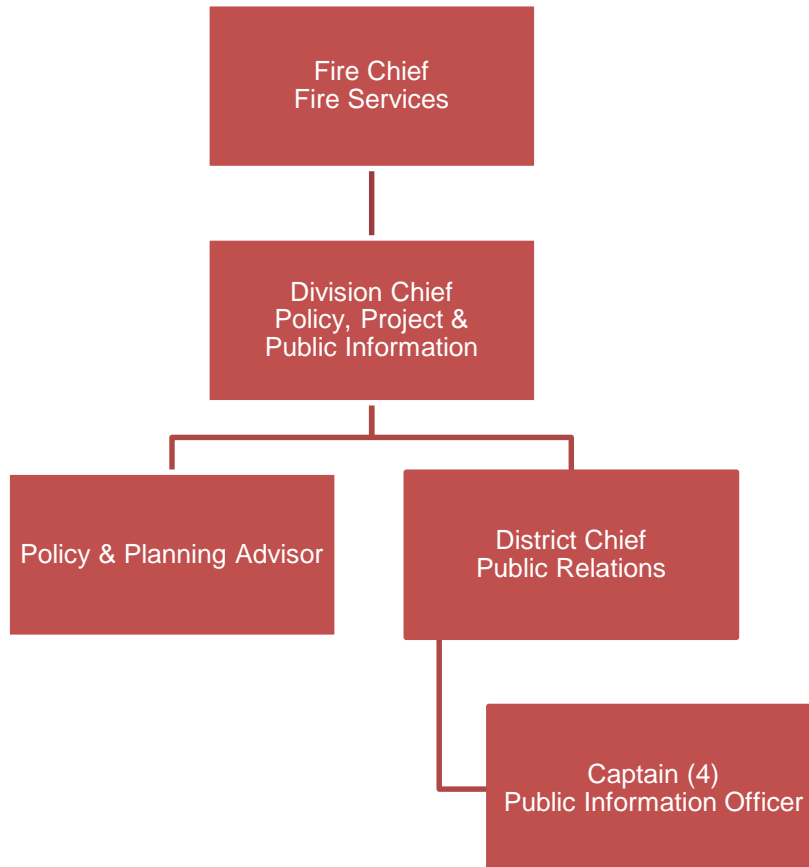 Fire Chief
Fire Services
Division Chief
Policy, Project &
Public Information
Policy & Planning Advisor
District Chief
Public Relations
Captain (4)
Public Information Officer